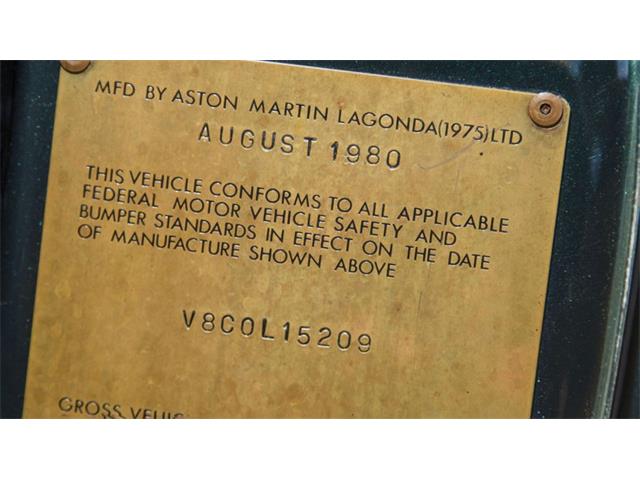 MFD BY ASTON MARTIN LAGONDA(1975)LTD
AUGUST 1980
THIS VEHICLE CONFORMS TO ALL APPLICABLE
FEDERAL MOTOR VEHICLE SAFETY AND
BUMPER STANDARDS IN EFFECT ON THE DATE
OF MANUFACTURE SHOWN ABOVE
V8COL15209
GROSS